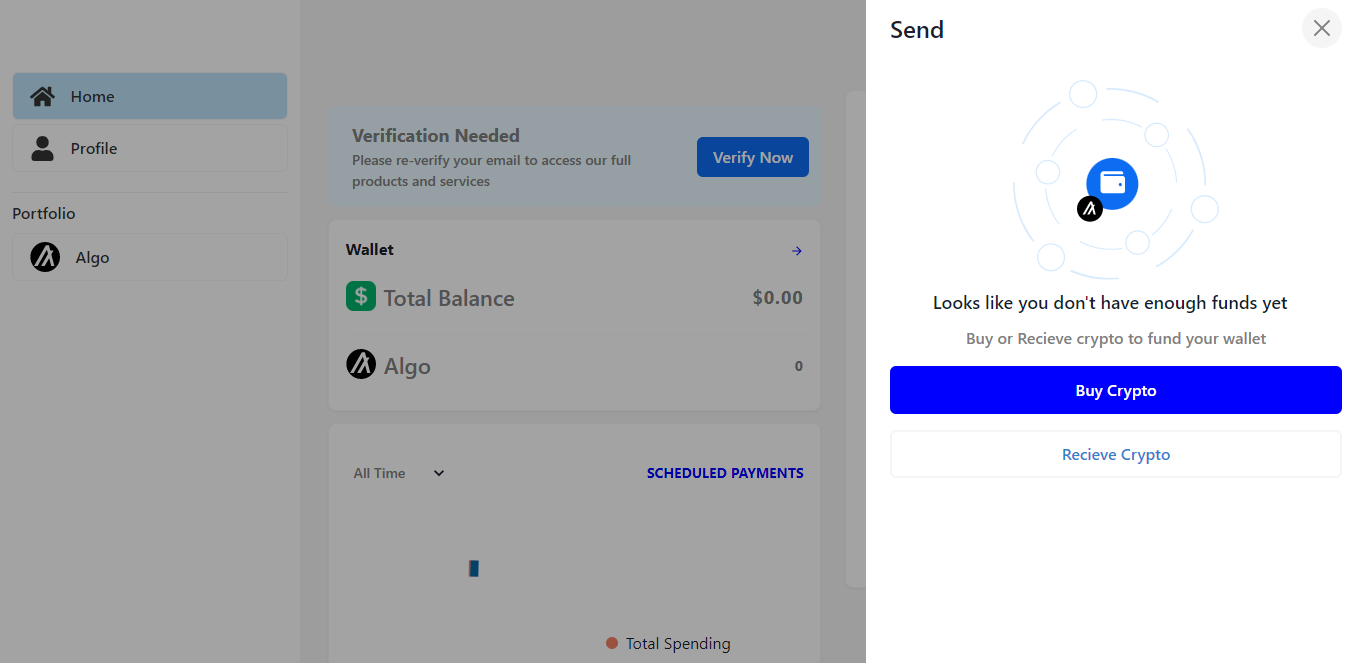 Home
Profile
Portfolio
Algo
Verification Needed
Please re-verify your email to access our full
products and services
Verify Now
Wallet
Total Balance
$0.00
Algo
0
All Time
SCHEDULED PAYMENTS
Total Spending
Send
Looks like you don't have enough funds yet
Buy or Recieve crypto to fund your wallet
Buy Crypto
Recieve Crypto